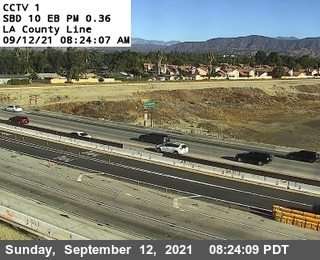 CCTV 1
SBD 10 EB PM 0.36
LA County Line
09/12/21 08:24:07 AM
Sunday, September 12, 2021 08:24:09 PDT